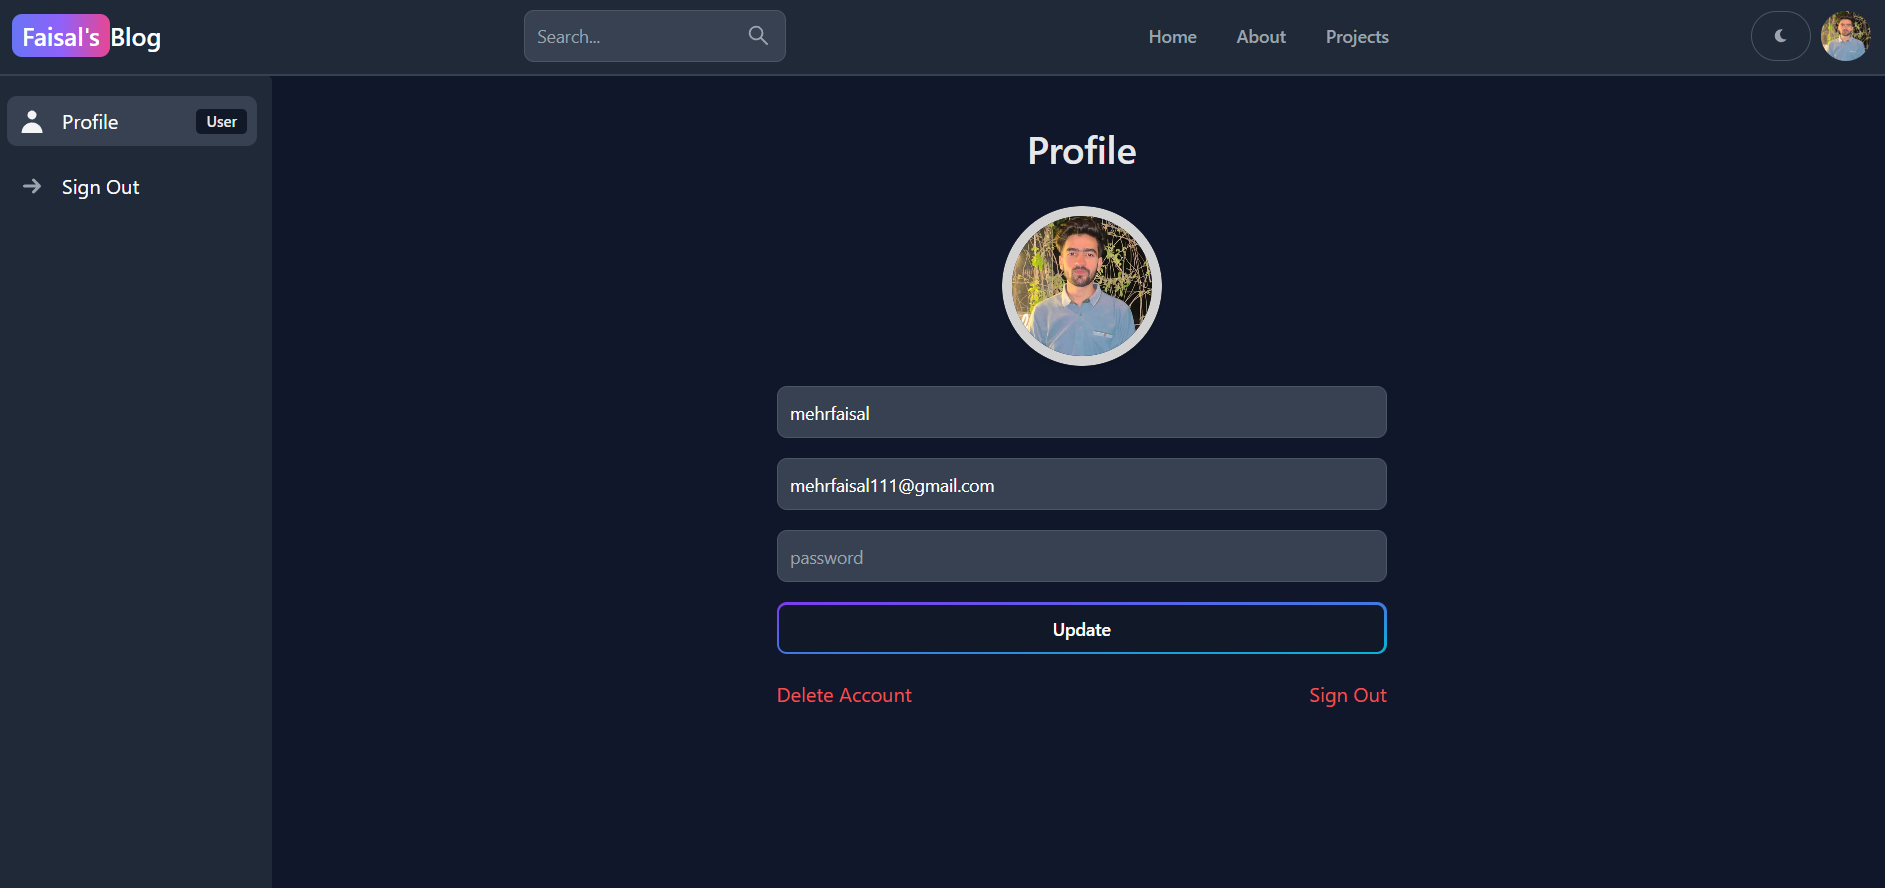 Faisal's Blog
Search...
Home About Projects
Profile User
Sign Out
Profile
mehrfaisal
mehrfaisal111@gmail.com
password
Update
Delete Account Sign Out